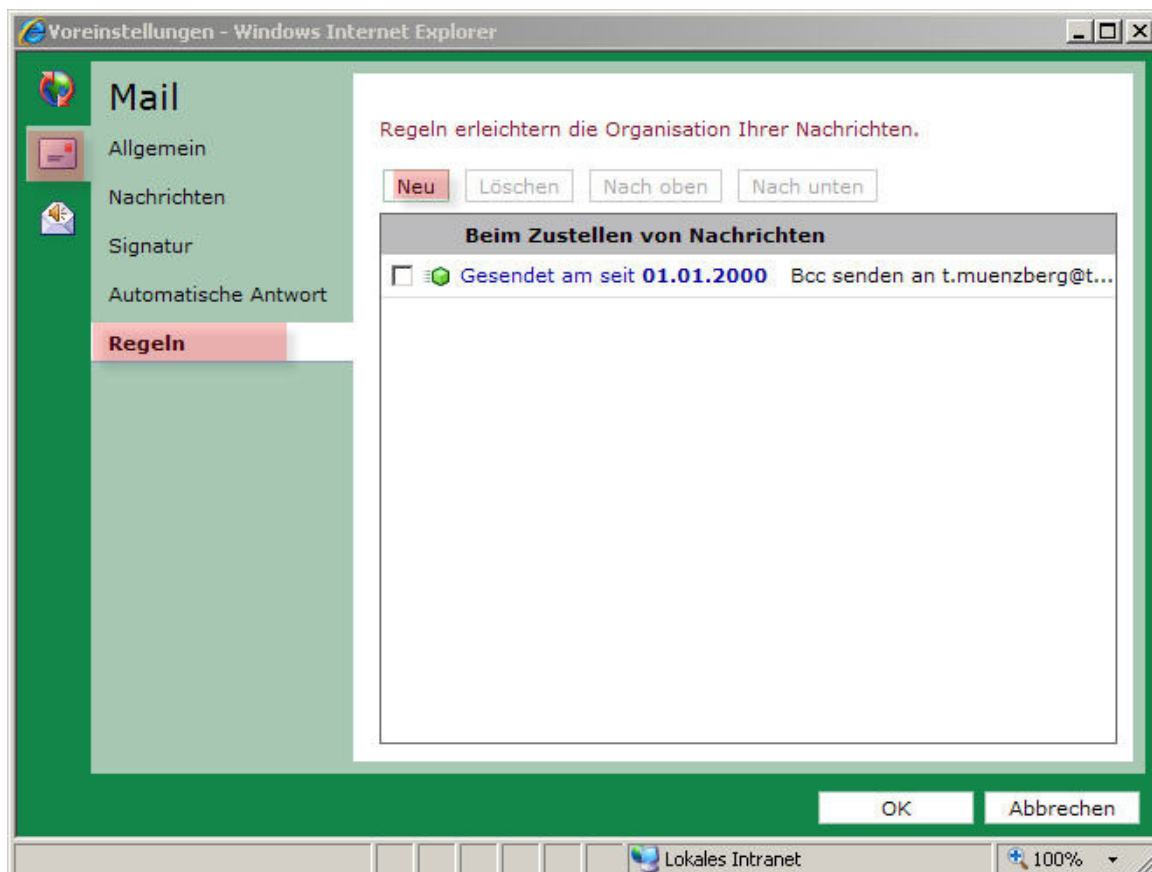 Voreinstellungen - Windows Internet Explorer
Mail
Allgemein
Nachrichten
Signatur
Automatische Antwort
Regeln
Regeln erleichtern die Organisation Ihrer Nachrichten.
Neu Löschen Nach oben Nach unten
Beim Zustellen von Nachrichten
Gesendet am seit 01.01.2000 Bcc senden an t.muenzberg@t...
OK Abbrechen
Lokales Intranet 100%